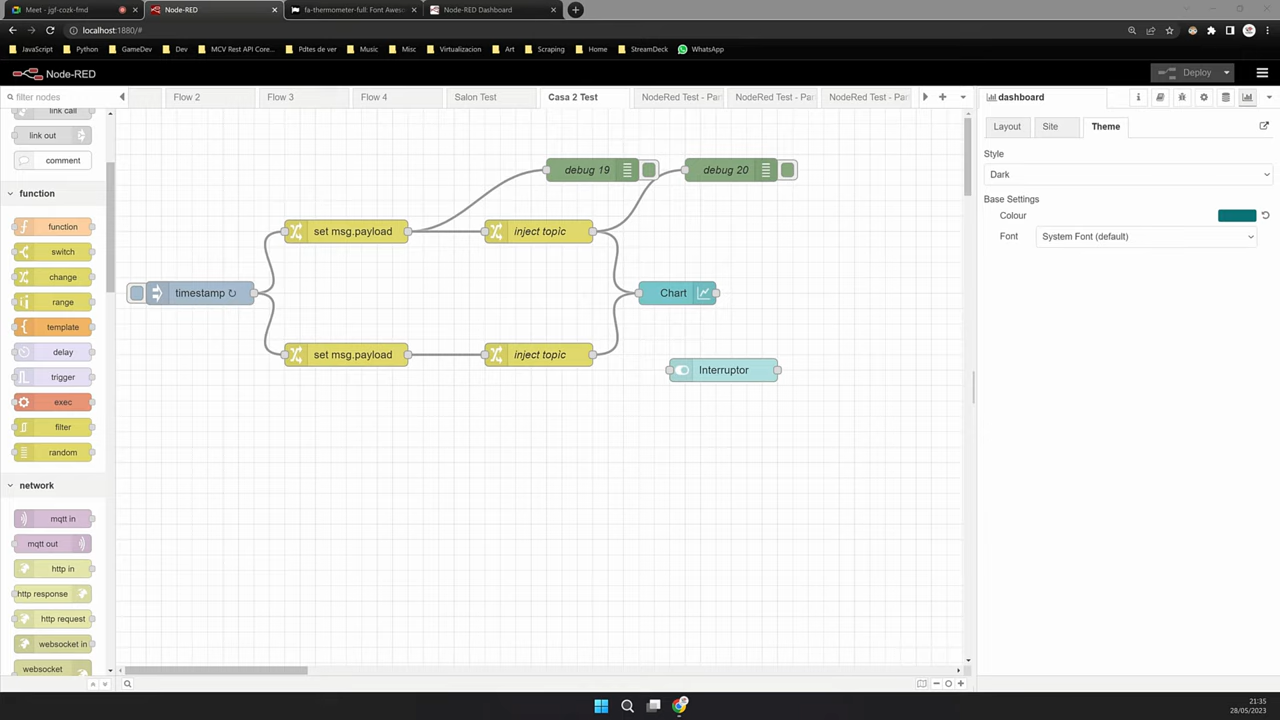 Meet - jgf-cozk-fmd
Node-RED
fa-thermometer-full: Font Awes
Node-RED Dashboard
localhost:1880/#
JavaScript
Python
GameDev
Dev
MCV Rest API Core...
Pdtes de ver
Music
Misc
Virtualizacion
Art
Scraping
Home
StreamDeck
WhatsApp
Node-RED
Deploy
filter nodes
Flow 2
Flow 3
Flow 4
Salon Test
Casa 2 Test
NodeRed Test - Par
NodeRed Test - Par
NodeRed Test - Par
dashboard
link call
link out
comment
function
function
switch
change
range
template
delay
trigger
exec
filter
random
network
mqtt in
mqtt out
http in
http response
http request
websocket in
websocket
debug 19
debug 20
set msg.payload
inject topic
timestamp ↻
Chart
set msg.payload
inject topic
Interruptor
Layout
Site
Theme
Style
Dark
Base Settings
Colour
Font
System Font (default)
21:35
28/05/2023